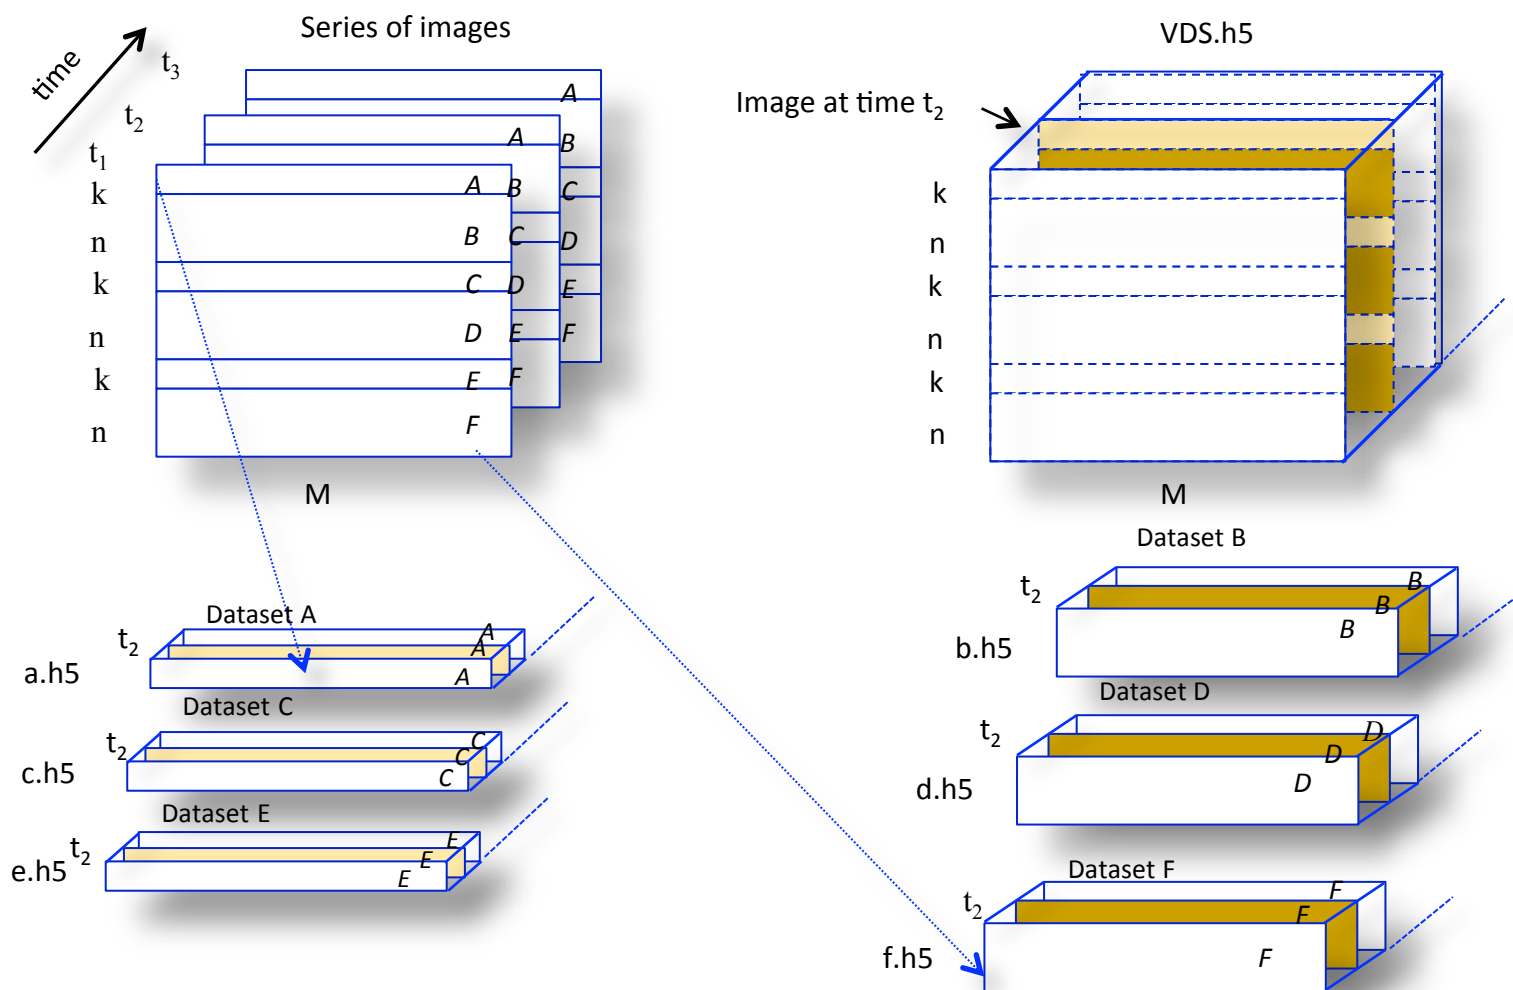 Series of images
VDS.h5
time
t3
t2
t1
Image at time t2
A
A B
A B C
B C D
C D E
D E F
E F
F
k
n
k
n
k
n
M
k
n
k
n
k
n
M
Dataset A
t2
a.h5
A
A
A
Dataset C
t2
c.h5
C
C
C
Dataset E
t2
e.h5
E
E
E
Dataset B
t2
b.h5
B
B
B
Dataset D
t2
d.h5
D
D
D
Dataset F
t2
f.h5
F
F
F